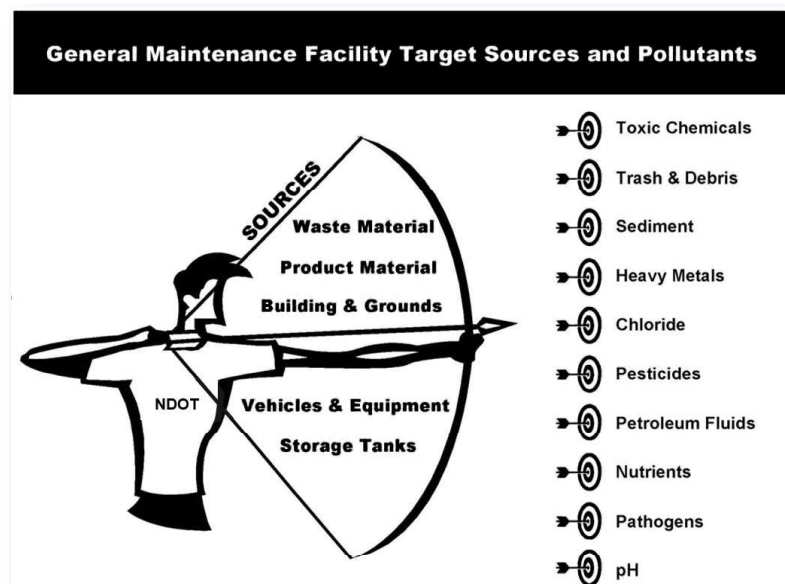 General Maintenance Facility Target Sources and Pollutants
SOURCES
Waste Material
Product Material
Building & Grounds
NDOT
Vehicles & Equipment
Storage Tanks
Toxic Chemicals
Trash & Debris
Sediment
Heavy Metals
Chloride
Pesticides
Petroleum Fluids
Nutrients
Pathogens
pH